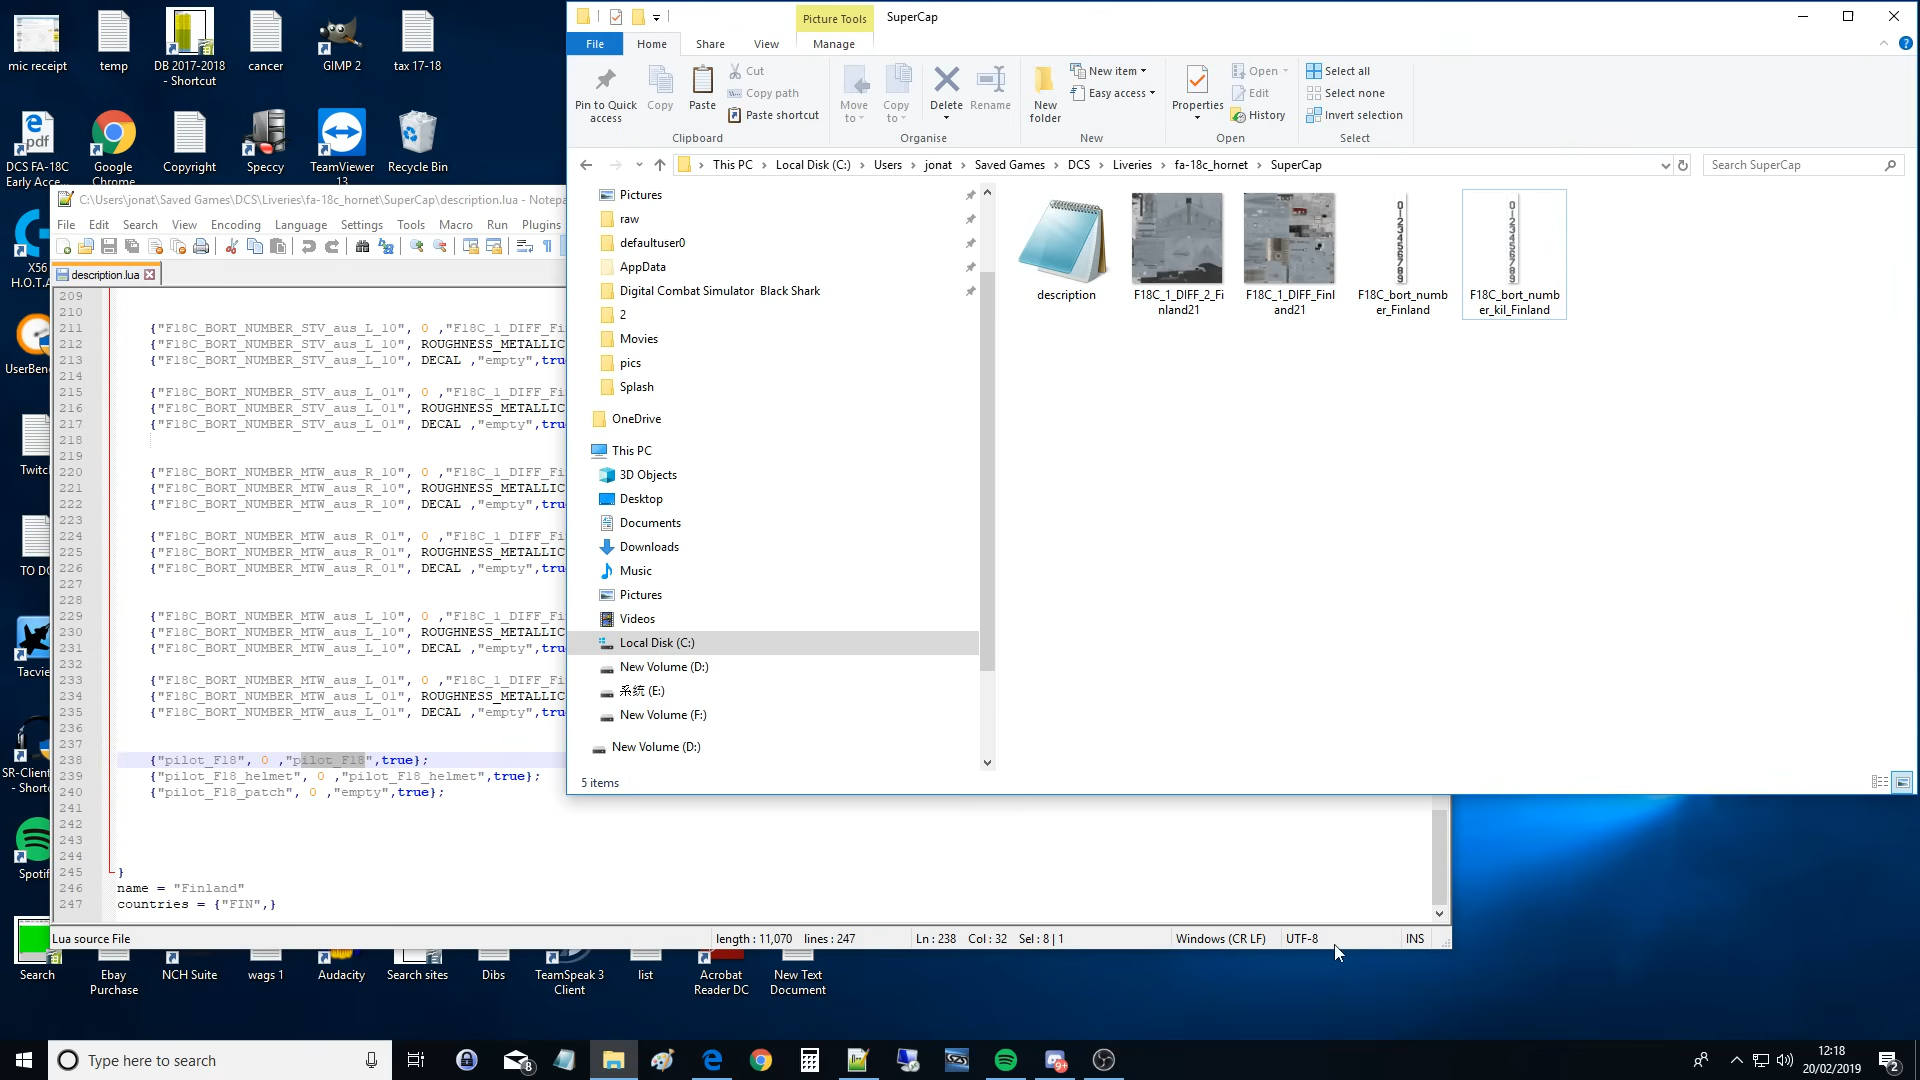 mic receipt
temp
DB 2017-2018
- Shortcut
cancer
GIMP 2
tax 17-18
DCS FA-18C
Early Acce...
Google
Chrome
Copyright
Speccy
TeamViewer
13
Recycle Bin
X56
H.O.T.A
UserBen
Twitch
TO DO
Tacvie
SR-Client
- Shortc
Spotif
Search
Ebay
Purchase
NCH Suite
wags 1
Audacity
Search sites
Dibs
TeamSpeak 3
Client
list
Acrobat
Reader DC
New Text
Document
C:\Users\jonat\Saved Games\DCS\Liveries\fa-18c_hornet\SuperCap\description.lua - Notepa
File Edit Search View Encoding Language Settings Tools Macro Run Plugins
description.lua
209
210
211 {"F18C_BORT_NUMBER_STV_aus_L_10", 0 ,"F18C_1_DIFF_Fi
212 {"F18C_BORT_NUMBER_STV_aus_L_10", ROUGHNESS_METALLIC
213 {"F18C_BORT_NUMBER_STV_aus_L_10", DECAL ,"empty",tru
214
215 {"F18C_BORT_NUMBER_STV_aus_L_01", 0 ,"F18C_1_DIFF_Fi
216 {"F18C_BORT_NUMBER_STV_aus_L_01", ROUGHNESS_METALLIC
217 {"F18C_BORT_NUMBER_STV_aus_L_01", DECAL ,"empty",tru
218
219
220 {"F18C_BORT_NUMBER_MTW_aus_R_10", 0 ,"F18C_1_DIFF_Fi
221 {"F18C_BORT_NUMBER_MTW_aus_R_10", ROUGHNESS_METALLIC
222 {"F18C_BORT_NUMBER_MTW_aus_R_10", DECAL ,"empty",tru
223
224 {"F18C_BORT_NUMBER_MTW_aus_R_01", 0 ,"F18C_1_DIFF_Fi
225 {"F18C_BORT_NUMBER_MTW_aus_R_01", ROUGHNESS_METALLIC
226 {"F18C_BORT_NUMBER_MTW_aus_R_01", DECAL ,"empty",tru
227
228
229 {"F18C_BORT_NUMBER_MTW_aus_L_10", 0 ,"F18C_1_DIFF_Fi
230 {"F18C_BORT_NUMBER_MTW_aus_L_10", ROUGHNESS_METALLIC
231 {"F18C_BORT_NUMBER_MTW_aus_L_10", DECAL ,"empty",tru
232
233 {"F18C_BORT_NUMBER_MTW_aus_L_01", 0 ,"F18C_1_DIFF_Fi
234 {"F18C_BORT_NUMBER_MTW_aus_L_01", ROUGHNESS_METALLIC
235 {"F18C_BORT_NUMBER_MTW_aus_L_01", DECAL ,"empty",tru
236
237
238 {"pilot_F18", 0 ,"pilot_F18",true};
239 {"pilot_F18_helmet", 0 ,"pilot_F18_helmet",true};
240 {"pilot_F18_patch", 0 ,"empty",true};
241
242
243
244
245 }
246 name = "Finland"
247 countries = {"FIN",}
Lua source File length : 11,070 lines : 247 Ln : 238 Col : 32 Sel : 8 | 1 Windows (CR LF) UTF-8 INS
Picture Tools SuperCap
File Home Share View Manage
Pin to Quick
access
Copy
Paste
Cut
Copy path
Paste shortcut
Clipboard
Move
to
Copy
to
Delete
Rename
Organise
New
folder
New item
Easy access
New
Properties
Open
Edit
History
Open
Select all
Select none
Invert selection
Select
This PC > Local Disk (C:) > Users > jonat > Saved Games > DCS > Liveries > fa-18c_hornet > SuperCap
Search SuperCap
Pictures
raw
defaultuser0
AppData
Digital Combat Simulator Black Shark
2
Movies
pics
Splash
OneDrive
This PC
3D Objects
Desktop
Documents
Downloads
Music
Pictures
Videos
Local Disk (C:)
New Volume (D:)
系统 (E:)
New Volume (F:)
New Volume (D:)
description
F18C_1_DIFF_2_Fi
nland21
F18C_1_DIFF_Finl
and21
0123456789
F18C_bort_numb
er_Finland
0123456789
F18C_bort_numb
er_kil_Finland
5 items
Type here to search
8
12:18
20/02/2019
2